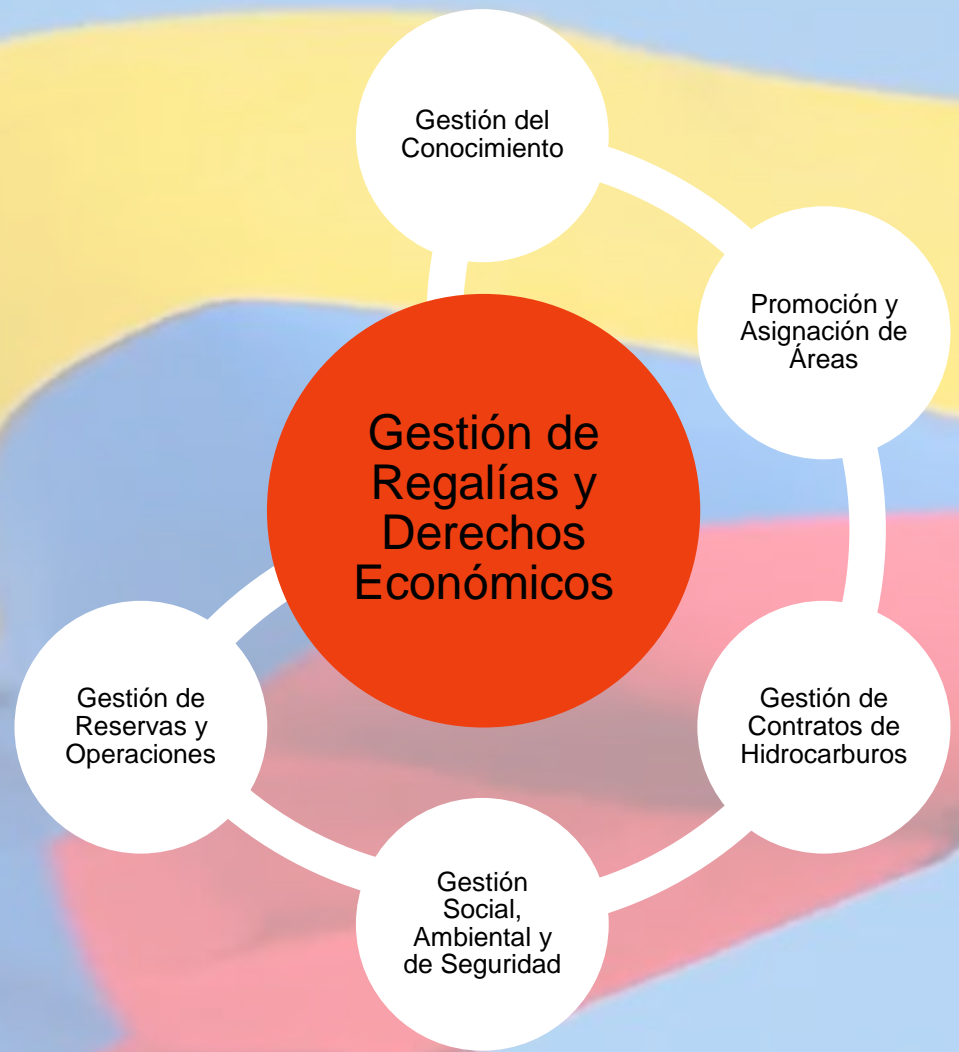 Gestión del
Conocimiento
Promoción y
Asignación de
Áreas
Gestión de
Regalías y
Derechos
Económicos
Gestión de
Reservas y
Operaciones
Gestión de
Contratos de
Hidrocarburos
Gestión
Social,
Ambiental y
de Seguridad